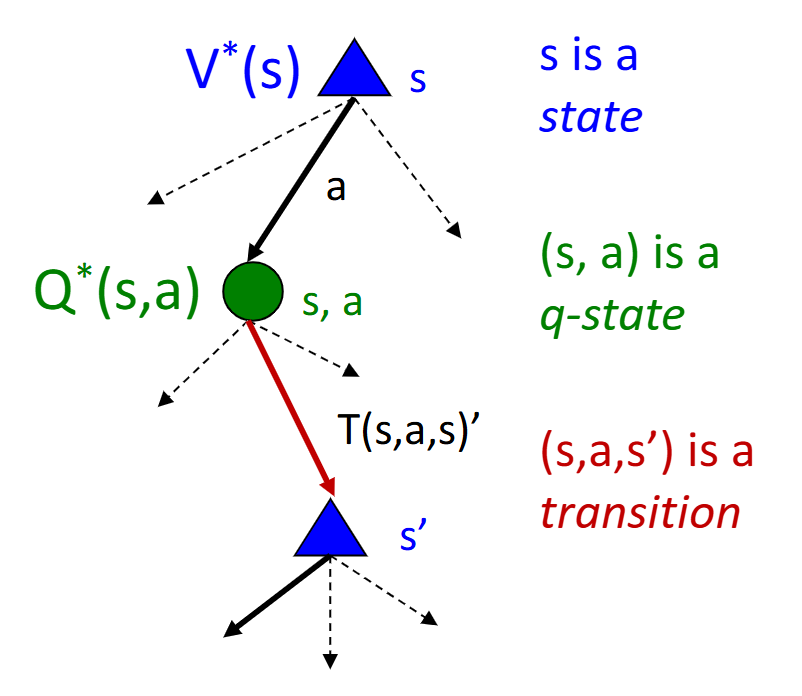 V*(s)
s
s is a
state
a
Q*(s,a)
s, a
(s, a) is a
q-state
T(s,a,s)’
(s,a,s’) is a
transition
s’